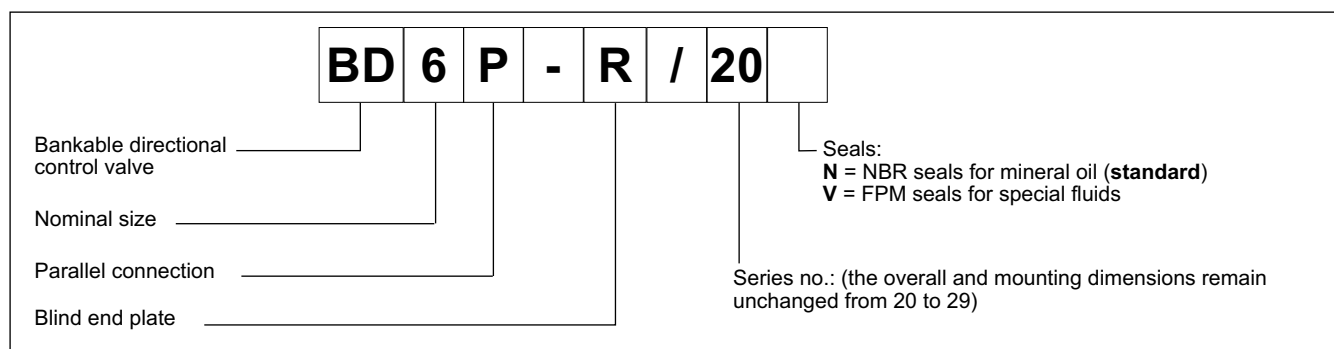 BD 6 P - R / 20
Bankable directional
control valve
Nominal size
Parallel connection
Blind end plate
Seals:
N = NBR seals for mineral oil (standard)
V = FPM seals for special fluids
Series no.: (the overall and mounting dimensions remain
unchanged from 20 to 29)